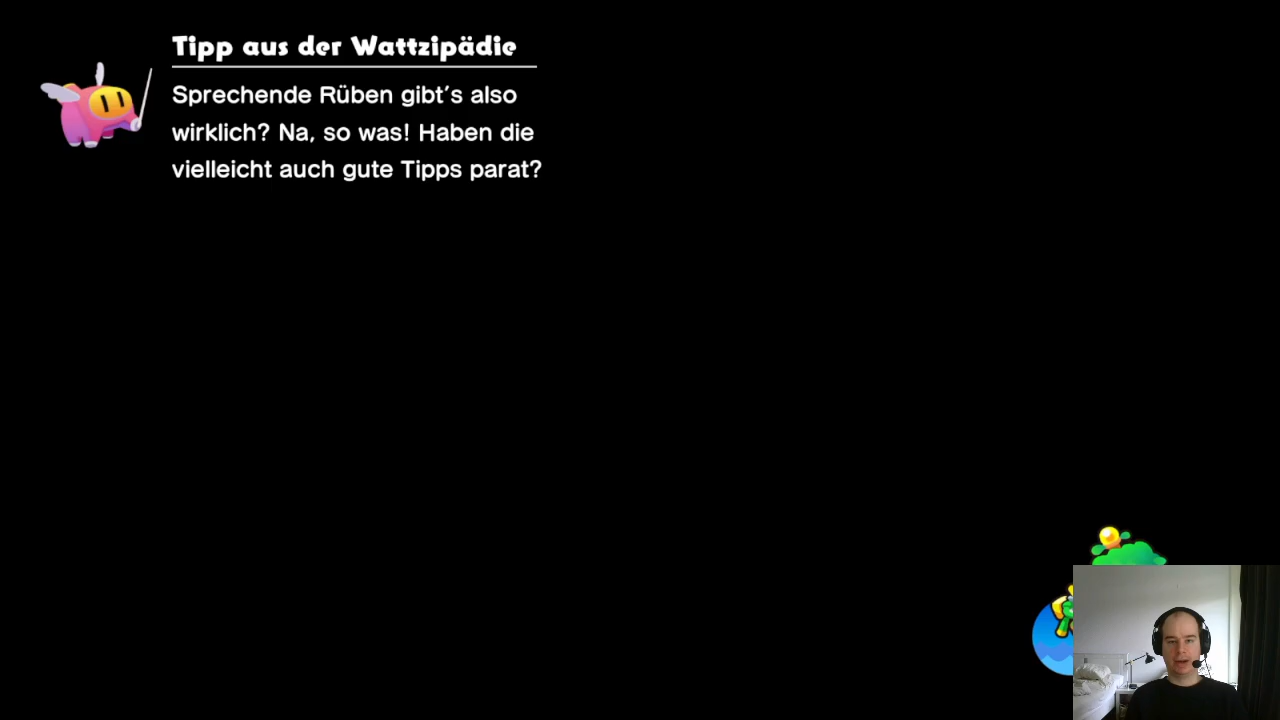 Tipp aus der Wattzipädie
Sprechende Rüben gibt's also
wirklich? Na, so was! Haben die
vielleicht auch gute Tipps parat?